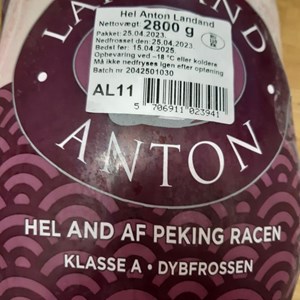 LAND
Hel Anton Landand
Nettovægt: 2800 g
Pakket: 25.04.2023.
Nedfrosset den: 25.04.2023.
Bedst før: 15.04.2025.
Opbevaring ved -18 °C eller koldere
Må ikke nedfryses igen efter optøning
Batch nr. 2042501030
AL11
5 706911 023941
ANTON
HEL AND AF PEKING RACEN
KLASSE A • DYBFROSSEN